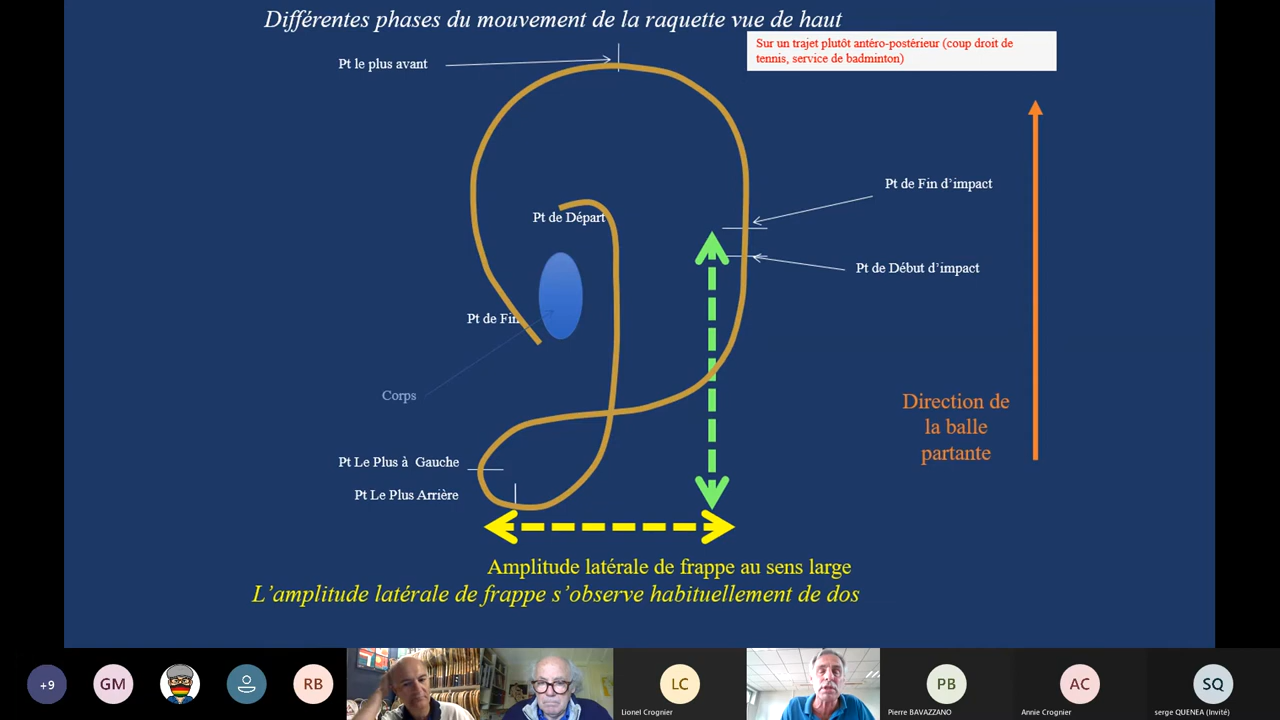 Différentes phases du mouvement de la raquette vue de haut
Sur un trajet plutôt antéro-postérieur (coup droit de
tennis, service de badminton)
Pt le plus avant
Pt de Fin d’impact
Pt de Départ
Pt de Début d’impact
Pt de Fin
Corps
Direction de
la balle
partante
Pt Le Plus à Gauche
Pt Le Plus Arrière
Amplitude latérale de frappe au sens large
L’amplitude latérale de frappe s’observe habituellement de dos
+9
GM
RB
LC
Lionel Crognier
PB
Pierre BAVAZZANO
AC
Annie Crognier
SQ
serge QUENEA (Invité)